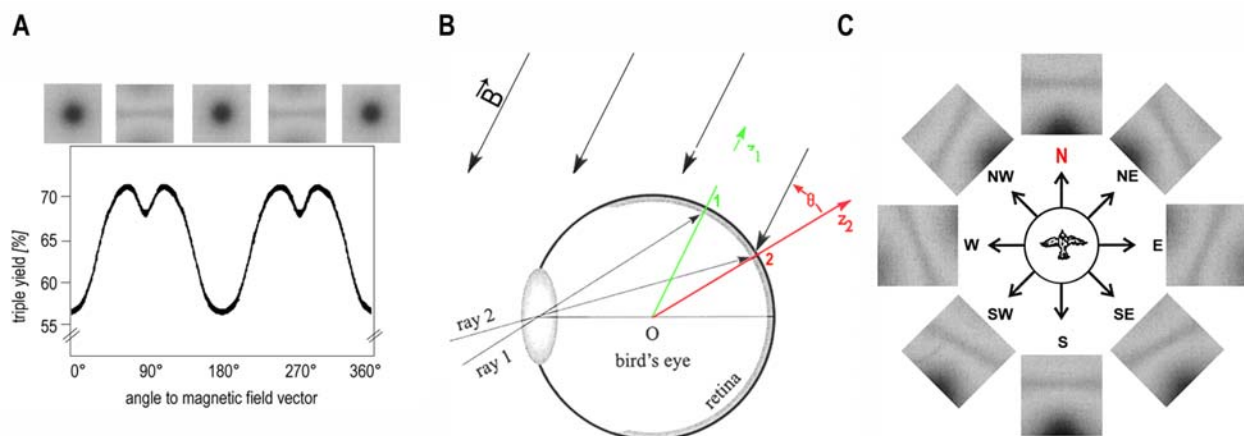 A
triple yield [%]
70
65
60
55
0°
90°
180°
270°
360°
angle to magnetic field vector
B
B
z₁
1
θ
z₂
2
ray 2
ray 1
O
bird's eye
retina
C
N
NW
NE
W
E
SW
SE
S